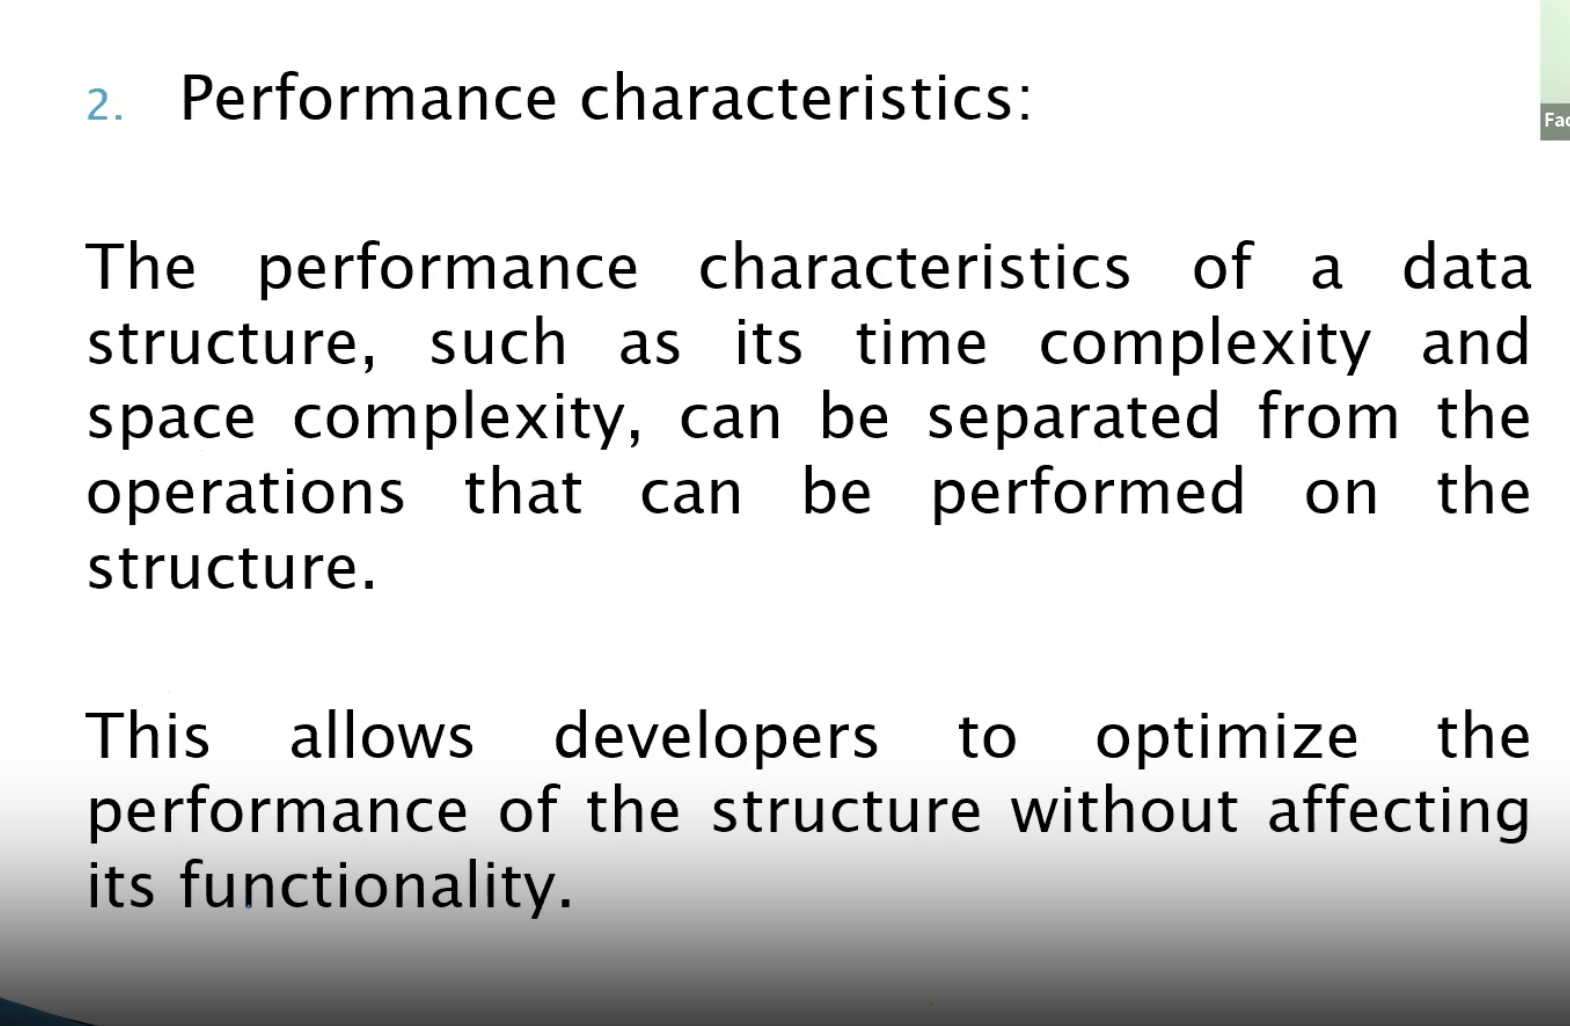 2. Performance characteristics:
The performance characteristics of a data
structure, such as its time complexity and
space complexity, can be separated from the
operations that can be performed on the
structure.
This allows developers to optimize the
performance of the structure without affecting
its functionality.